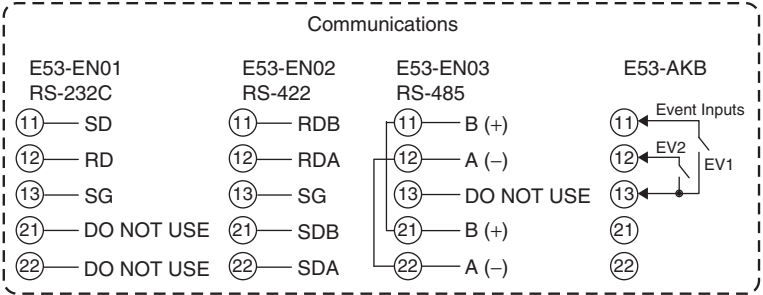 Communications
E53-EN01 E53-EN02 E53-EN03 E53-AKB
RS-232C RS-422 RS-485
11 SD 11 RDB 11 B (+) 11 Event Inputs
12 RD 12 RDA 12 A (−) 12 EV2 EV1
13 SG 13 SG 13 DO NOT USE 13
21 DO NOT USE 21 SDB 21 B (+) 21
22 DO NOT USE 22 SDA 22 A (−) 22